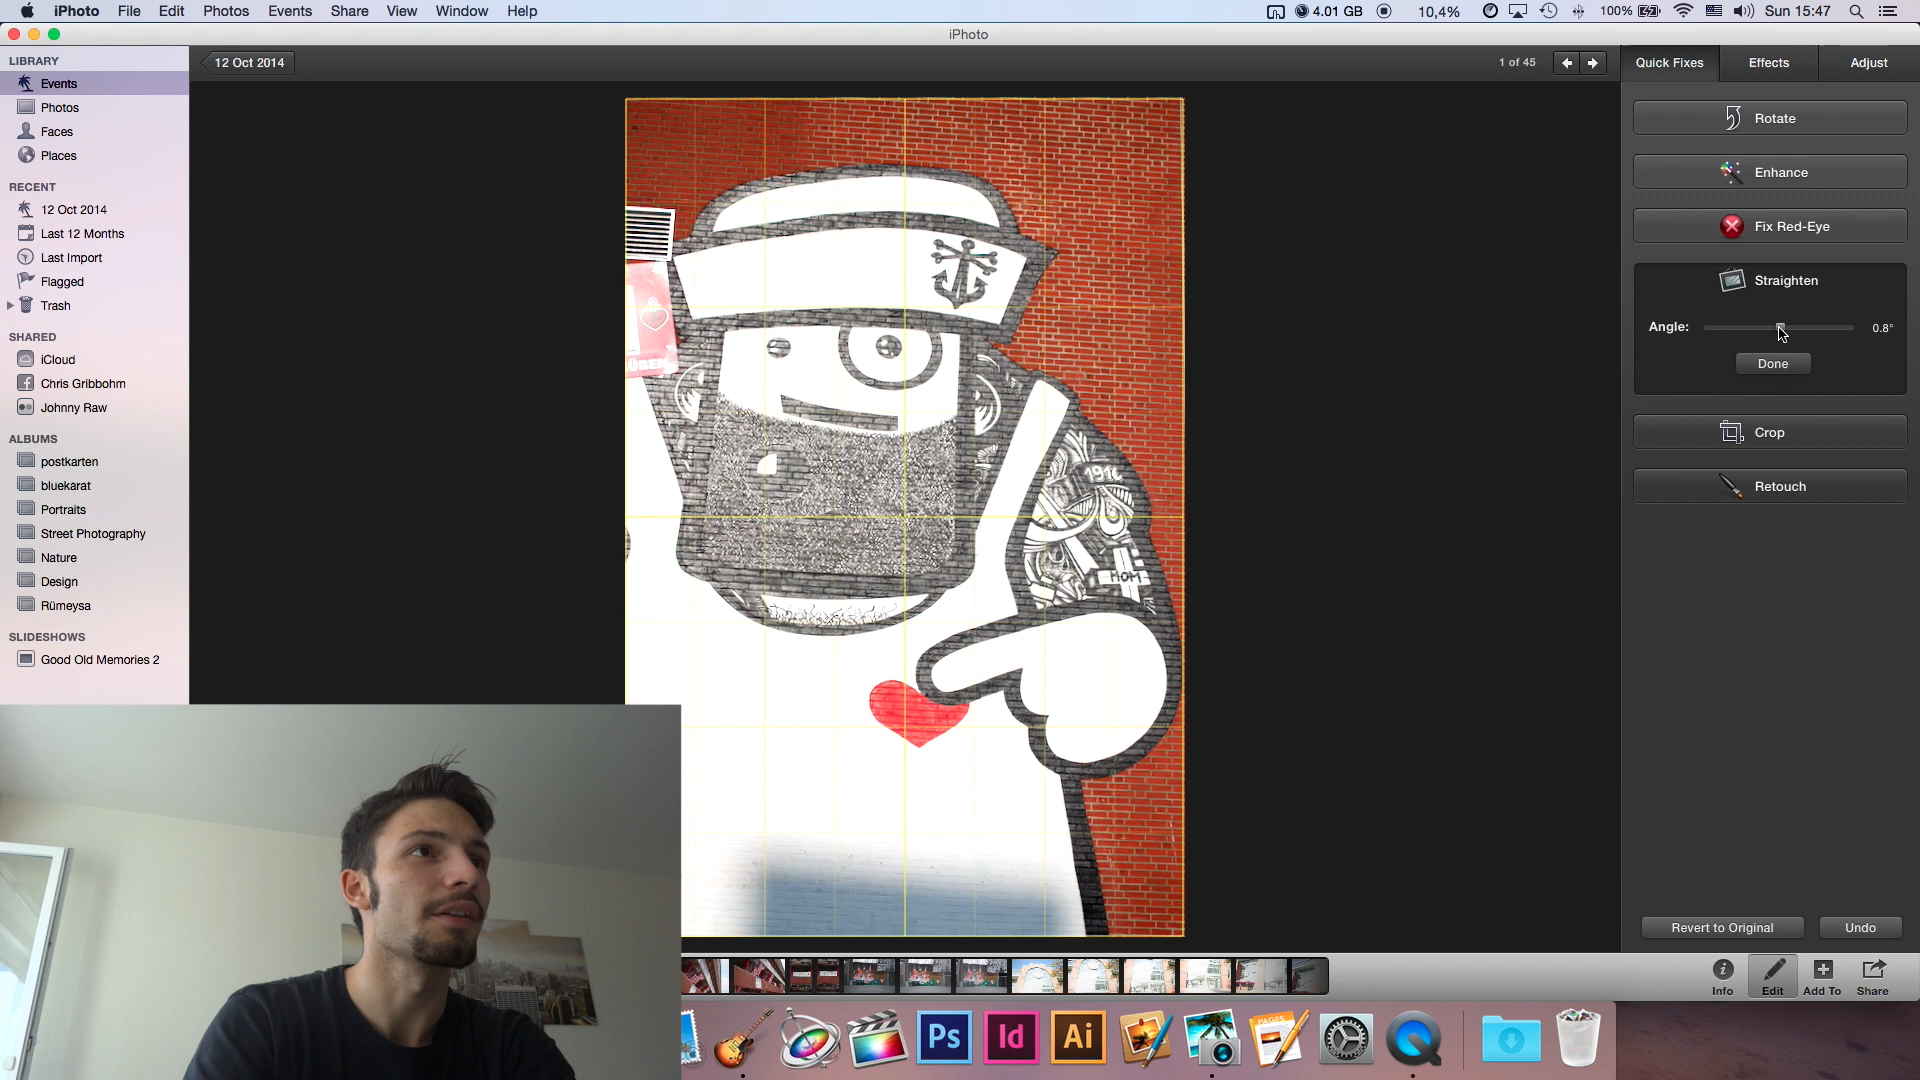 iPhoto File Edit Photos Events Share View Window Help 4.01 GB 10,4% 100% Sun 15:47
iPhoto
LIBRARY
Events
Photos
Faces
Places
RECENT
12 Oct 2014
Last 12 Months
Last Import
Flagged
Trash
SHARED
iCloud
Chris Gribbohm
Johnny Raw
ALBUMS
postkarten
bluekarat
Portraits
Street Photography
Nature
Design
Rümeysa
SLIDESHOWS
Good Old Memories 2
12 Oct 2014
1 of 45
1910
MOM
Quick Fixes Effects Adjust
Rotate
Enhance
Fix Red-Eye
Straighten
Angle: 0.8°
Done
Crop
Retouch
Revert to Original Undo
Info Edit Add To Share
Ps Id Ai PAGES